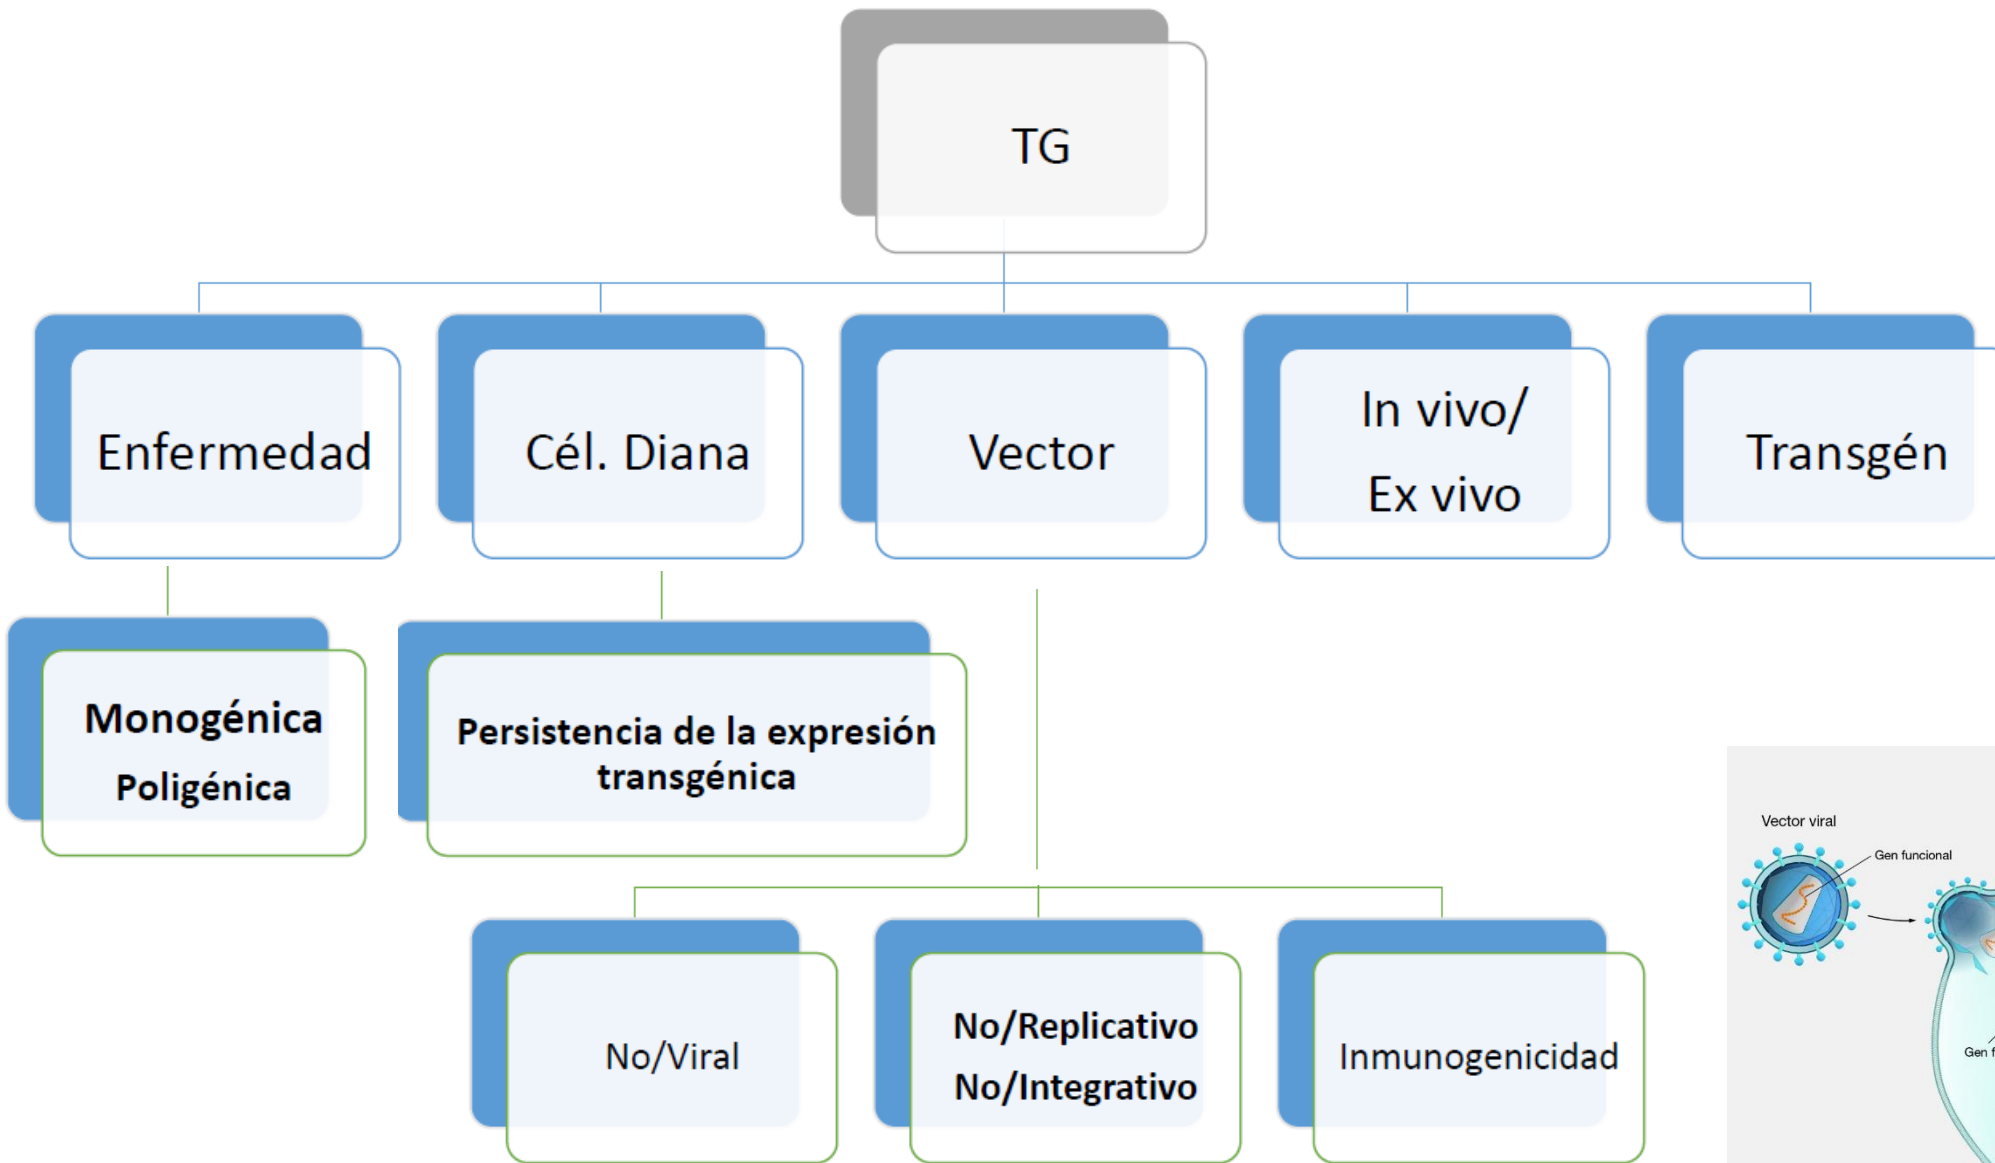 TG
Enfermedad
Cél. Diana
Vector
In vivo/
Ex vivo
Transgén
Monogénica
Poligénica
Persistencia de la expresión
transgénica
No/Viral
No/Replicativo
No/Integrativo
Inmunogenicidad
Vector viral
Gen funcional
Gen f